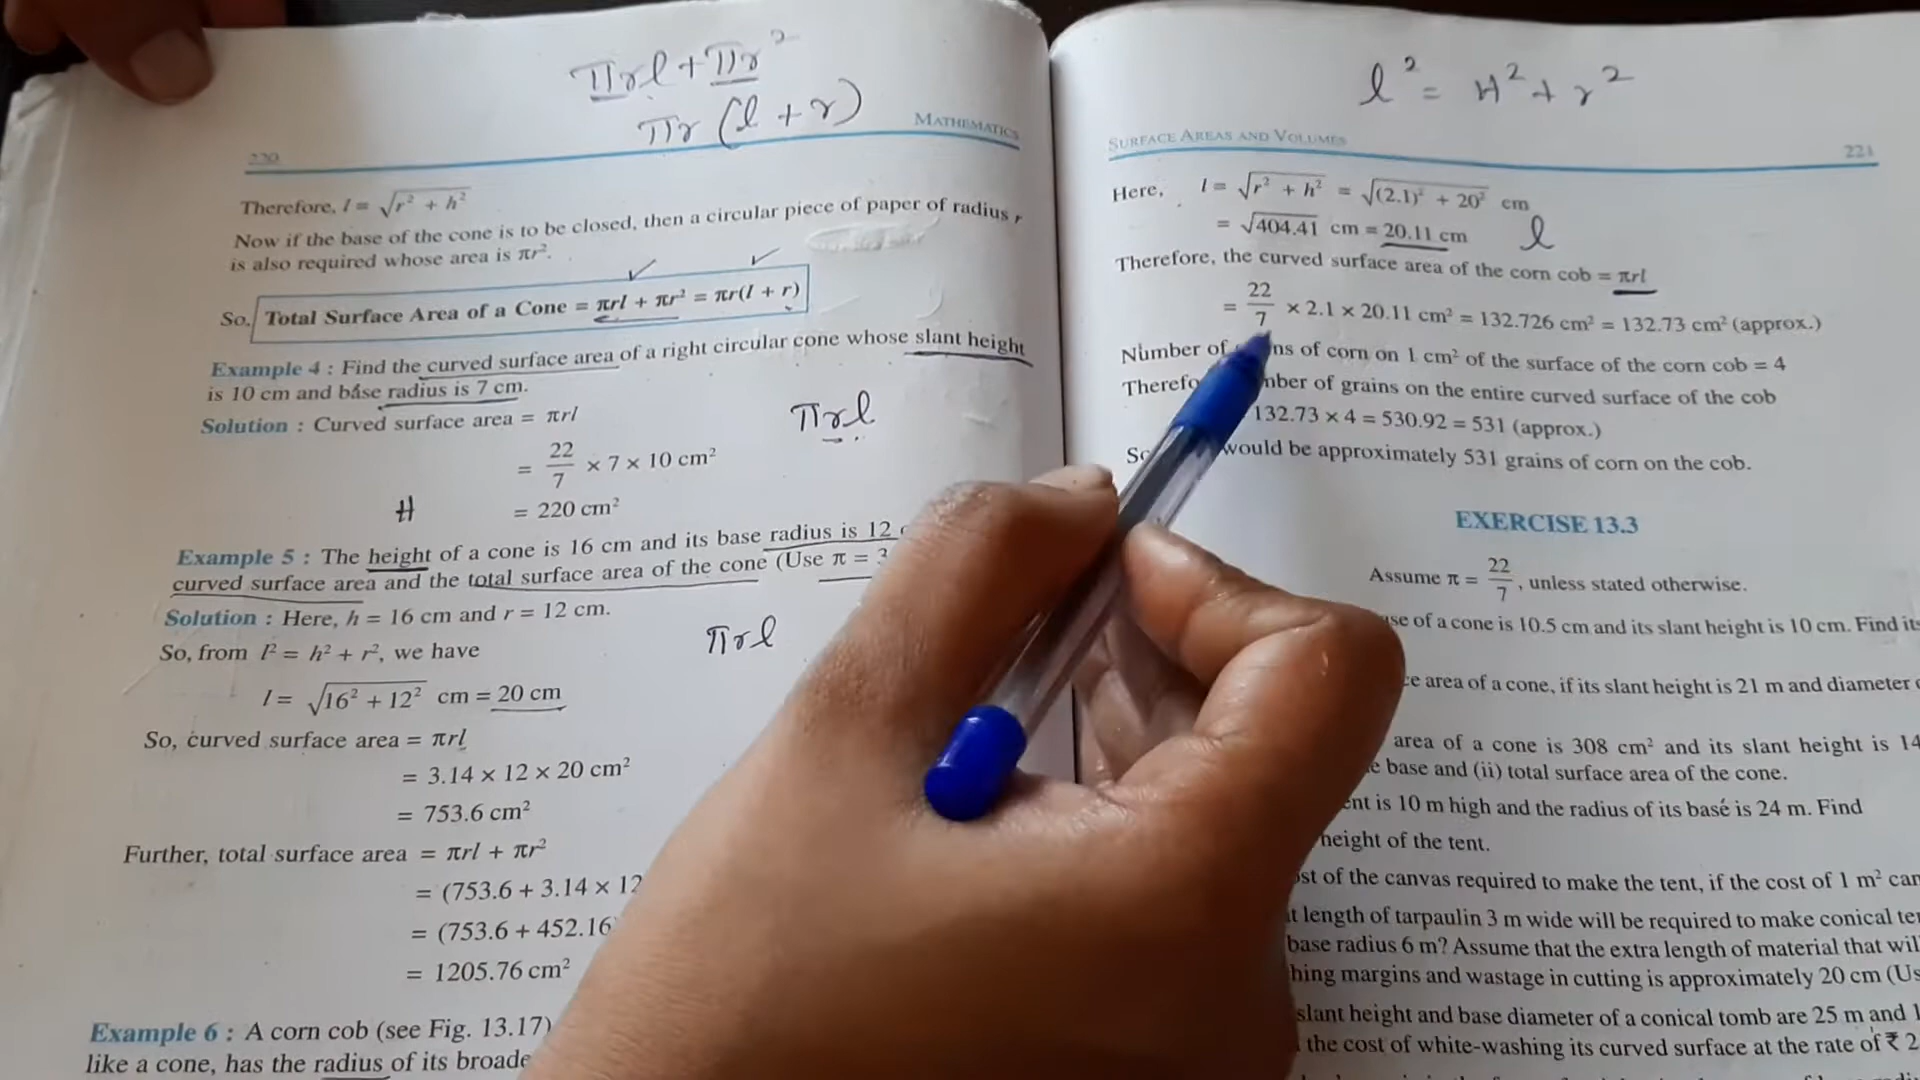 πrl + πr²
πr (l + r)
220
MATHEMATICS
Therefore, l = √r² + h²
Now if the base of the cone is to be closed, then a circular piece of paper of radius r
is also required whose area is πr².
So, Total Surface Area of a Cone = πrl + πr² = πr(l + r)
Example 4 : Find the curved surface area of a right circular cone whose slant height
is 10 cm and base radius is 7 cm.
Solution : Curved surface area = πrl
πrl
= 22/7 × 7 × 10 cm²
H
= 220 cm²
Example 5 : The height of a cone is 16 cm and its base radius is 12
curved surface area and the total surface area of the cone (Use π =
Solution : Here, h = 16 cm and r = 12 cm.
πrl
So, from l² = h² + r², we have
l = √16² + 12² cm = 20 cm
So, curved surface area = πrl
= 3.14 × 12 × 20 cm²
= 753.6 cm²
Further, total surface area = πrl + πr²
= (753.6 + 3.14 × 12
= (753.6 + 452.16
= 1205.76 cm²
Example 6 : A corn cob (see Fig. 13.17)
like a cone, has the radius of its broade
l² = H² + r²
SURFACE AREAS AND VOLUMES
221
Here, l = √r² + h² = √(2.1)² + 20² cm
= √404.41 cm = 20.11 cm
l
Therefore, the curved surface area of the corn cob = πrl
= 22/7 × 2.1 × 20.11 cm² = 132.726 cm² = 132.73 cm² (approx.)
Number of ns of corn on 1 cm² of the surface of the corn cob = 4
Therefo nber of grains on the entire curved surface of the cob
132.73 × 4 = 530.92 = 531 (approx.)
So would be approximately 531 grains of corn on the cob.
EXERCISE 13.3
Assume π = 22/7, unless stated otherwise.
se of a cone is 10.5 cm and its slant height is 10 cm. Find its
ce area of a cone, if its slant height is 21 m and diameter
area of a cone is 308 cm² and its slant height is 14
e base and (ii) total surface area of the cone.
ent is 10 m high and the radius of its base is 24 m. Find
height of the tent.
ost of the canvas required to make the tent, if the cost of 1 m² can
t length of tarpaulin 3 m wide will be required to make conical te
base radius 6 m? Assume that the extra length of material that wil
hing margins and wastage in cutting is approximately 20 cm (Us
slant height and base diameter of a conical tomb are 25 m and 1
the cost of white-washing its curved surface at the rate of ₹ 2